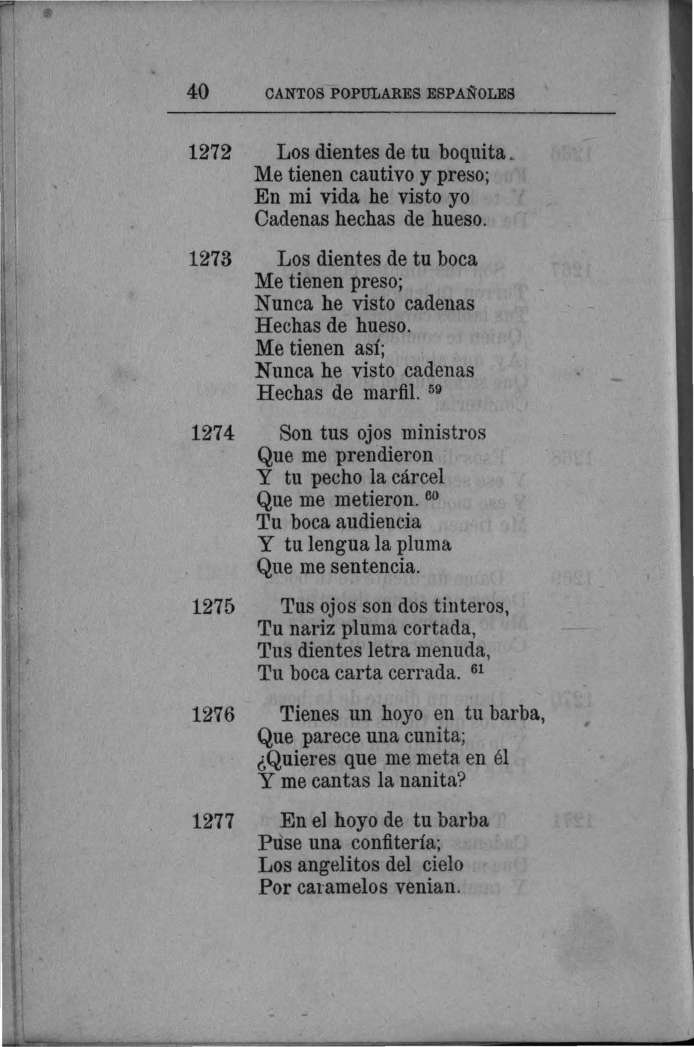 40 CANTOS POPULARES ESPAÑOLES
1272 Los dientes de tu boquita.
Me tienen cautivo y preso;
En mi vida he visto yo
Cadenas hechas de hueso.
1273 Los dientes de tu boca
Me tienen preso;
Nunca he visto cadenas
Hechas de hueso.
Me tienen así;
Nunca he visto cadenas
Hechas de marfil. 59
1274 Son tus ojos ministros
Que me prendieron
Y tu pecho la cárcel
Que me metieron. 60
Tu boca audiencia
Y tu lengua la pluma
Que me sentencia.
1275 Tus ojos son dos tinteros,
Tu nariz pluma cortada,
Tus dientes letra menuda,
Tu boca carta cerrada. 61
1276 Tienes un hoyo en tu barba,
Que parece una cunita;
¿Quieres que me meta en él
Y me cantas la nanita?
1277 En el hoyo de tu barba
Puse una confitería;
Los angelitos del cielo
Por caramelos venian.